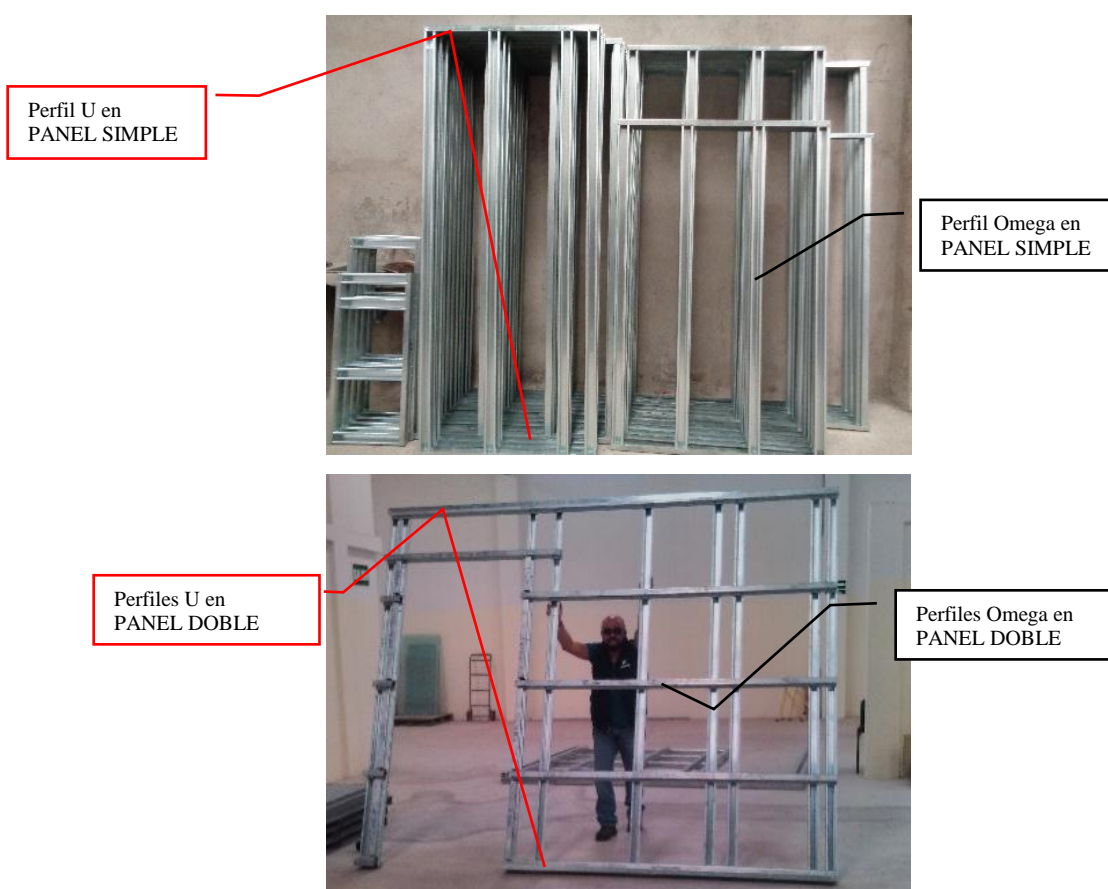 Perfil U en
PANEL SIMPLE
Perfil Omega en
PANEL SIMPLE
Perfiles U en
PANEL DOBLE
Perfiles Omega en
PANEL DOBLE